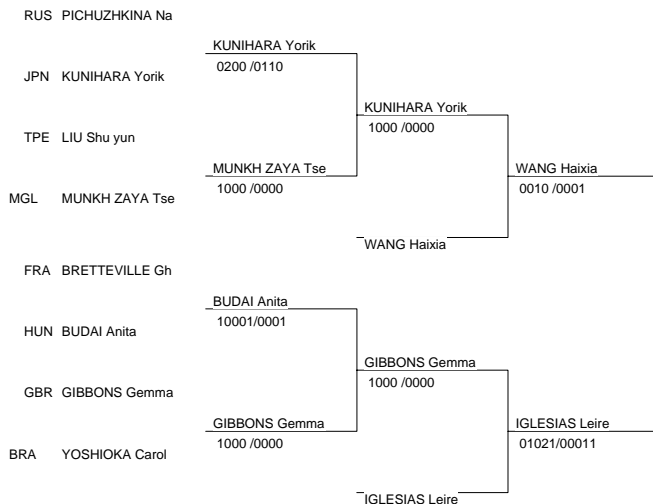 RUS PICHUZHKINA Na
KUNIHARA Yorik
0200 /0110
JPN KUNIHARA Yorik
KUNIHARA Yorik
1000 /0000
TPE LIU Shu yun
MUNKH ZAYA Tse
1000 /0000
WANG Haixia
0010 /0001
MGL MUNKH ZAYA Tse
WANG Haixia
FRA BRETTEVILLE Gh
BUDAI Anita
10001/0001
HUN BUDAI Anita
GIBBONS Gemma
1000 /0000
GBR GIBBONS Gemma
GIBBONS Gemma
1000 /0000
IGLESIAS Leire
01021/00011
BRA YOSHIOKA Carol
IGLESIAS Leire